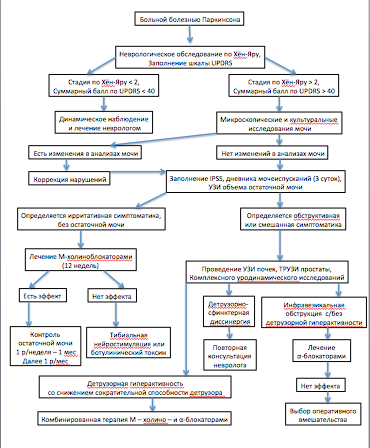 Больной болезнью Паркинсона
Неврологическое обследование по Хён-Яру,
Заполнение шкалы UPDRS
Стадия по Хён-Яру < 2,
Суммарный балл по UPDRS < 40
Стадия по Хён-Яру > 2,
Суммарный балл по UPDRS > 40
Динамическое наблюдение
и лечение неврологом
Микроскопические и культуральные
исследования мочи
Есть изменения в анализах мочи
Нет изменений в анализах мочи
Коррекция нарушений
Заполнение IPSS, дневника мочеиспусканий (3 суток),
УЗИ объема остаточной мочи
Определяется ирритативная симптоматика,
без остаточной мочи
Определяется обструктивная
или смешанная симптоматика
Лечение М-холиноблокаторами
(12 недель)
Проведение УЗИ почек, ТРУЗИ простаты,
Комплексного уродинамического исследований
Есть эффект
Нет эффекта
Детрузорно-
сфинктерная
диссинергия
Инфравезикальная
обструкция с/без
детрузорной гиперактивности
Контроль
остаточной мочи
1 р/неделя – 1 мес
Далее 1 р/мес
Тибиальная
нейростимуляция или
ботулинический токсин
Повторная
консультация
невролога
Лечение
α-блокаторами
Детрузорная гиперактивность
со снижением сократительной способности детрузора
Нет эффекта
Комбинированная терапия М – холино – и α-блокаторами
Выбор оперативного
вмешательства